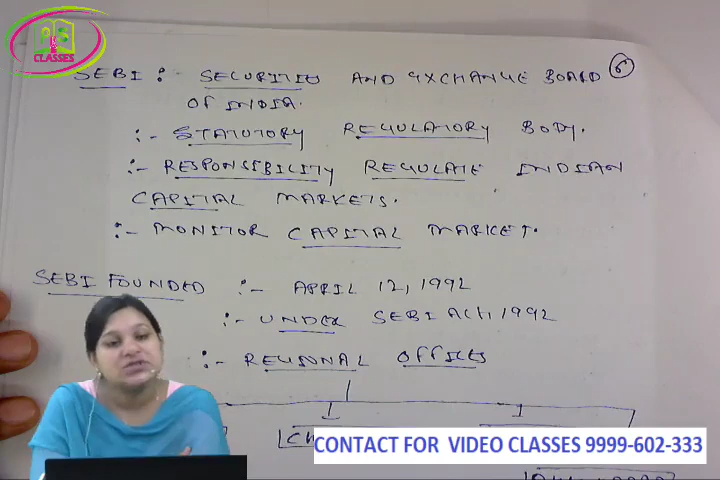 CLASSES
SEBI :- SECURITIES AND EXCHANGE BOARD
OF INDIA.
:- STATUTORY REGULATORY BODY.
:- RESPONSIBILITY REGULATE INDIAN
CAPITAL MARKETS.
:- MONITOR CAPITAL MARKET.
SEBI FOUNDED :- APRIL 12, 1992
:- UNDER SEBI ACt, 1992
:- REGIONAL OFFICES
CONTACT FOR VIDEO CLASSES 9999-602-333